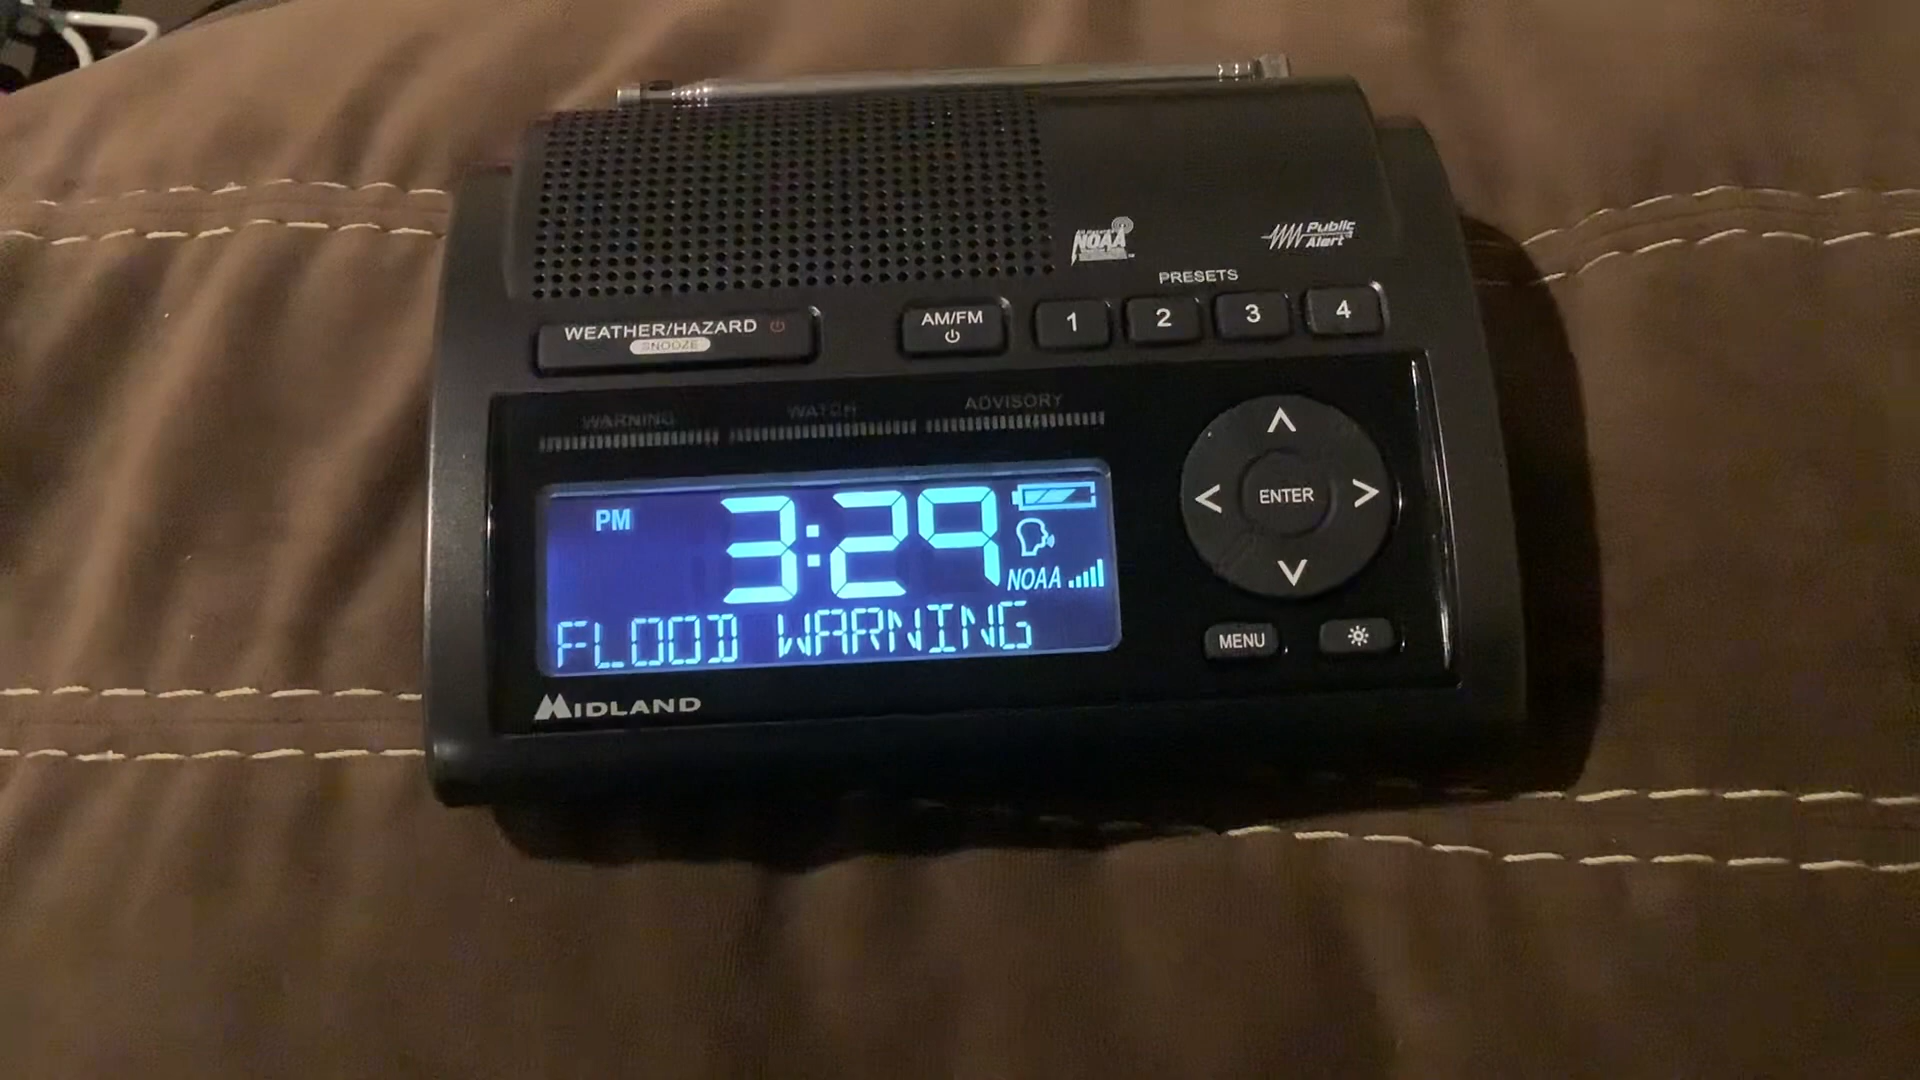 NOAA
Public
Alert
PRESETS
WEATHER/HAZARD
SNOOZE
AM/FM
1
2
3
4
WARNING
WATCH
ADVISORY
PM
3:29
NOAA
FLOOD WARNING
ENTER
MENU
MIDLAND